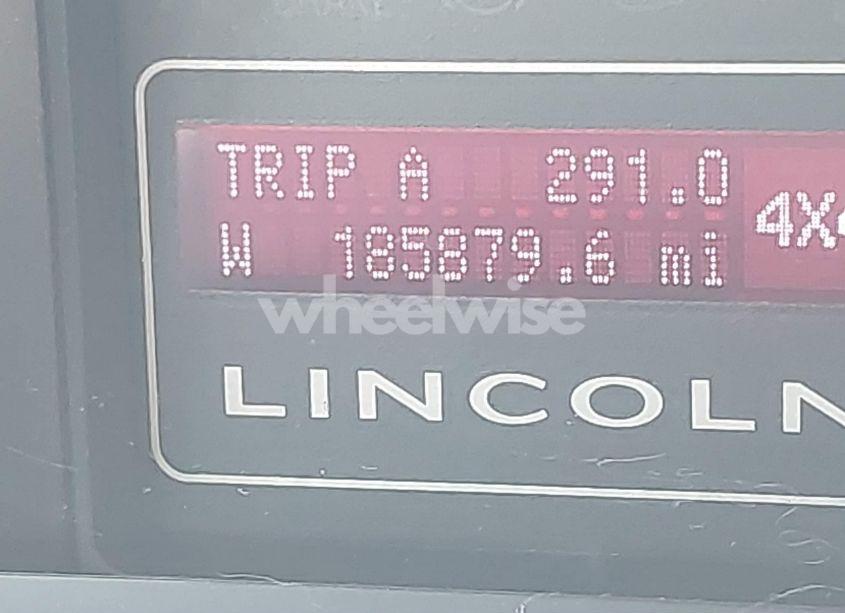 TRIP A 291.0
W 185879.6 mi
wheelwise
LINCOLN